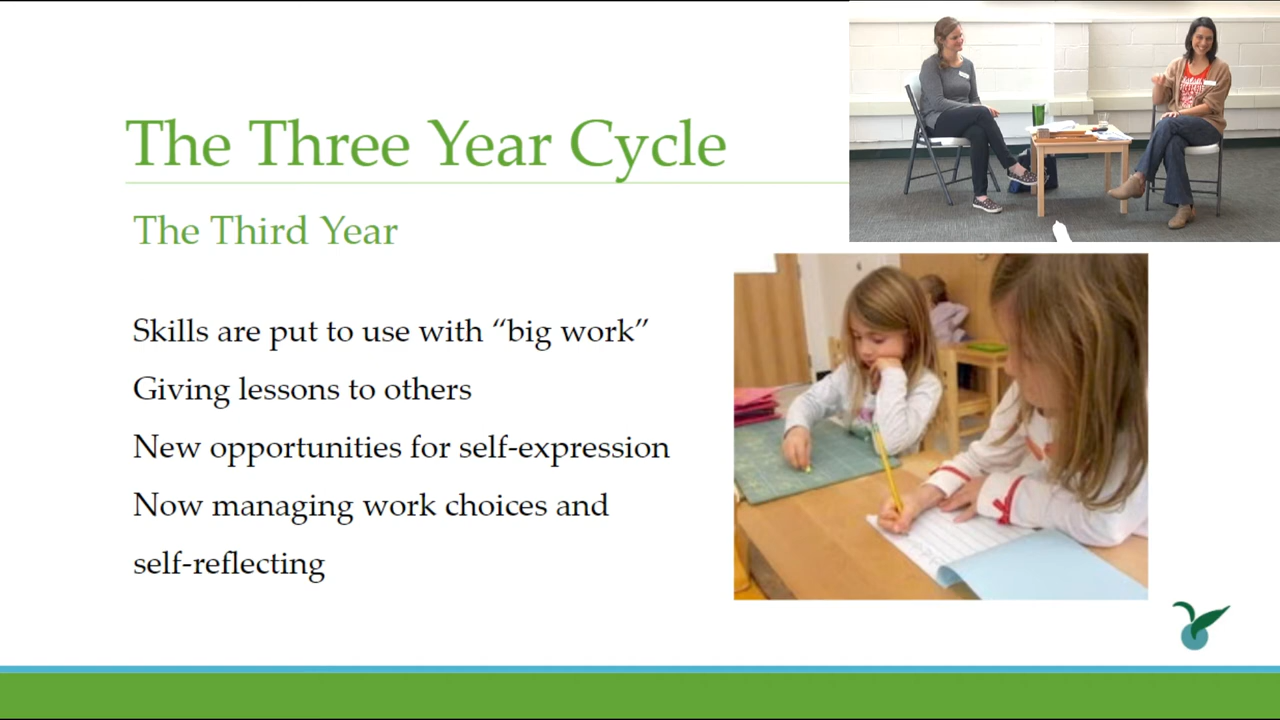 The Three Year Cycle
The Third Year
Skills are put to use with “big work”
Giving lessons to others
New opportunities for self-expression
Now managing work choices and
self-reflecting